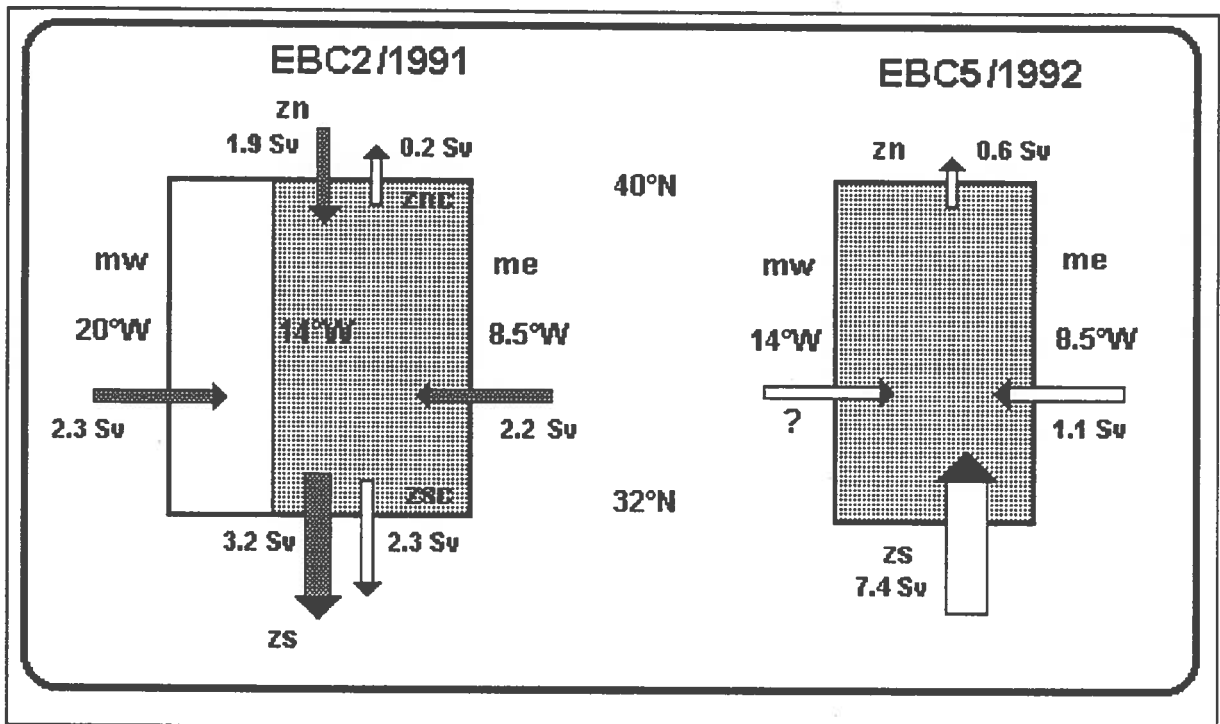 EBC2/1991
zn
1.9 Sv
0.2 Sv
znc
mw
me
20°W
14°W
8.5°W
2.3 Sv
2.2 Sv
zsc
3.2 Sv
2.3 Sv
zs
40°N
32°N
EBC5/1992
zn
0.6 Sv
mw
me
14°W
8.5°W
?
1.1 Sv
zs
7.4 Sv